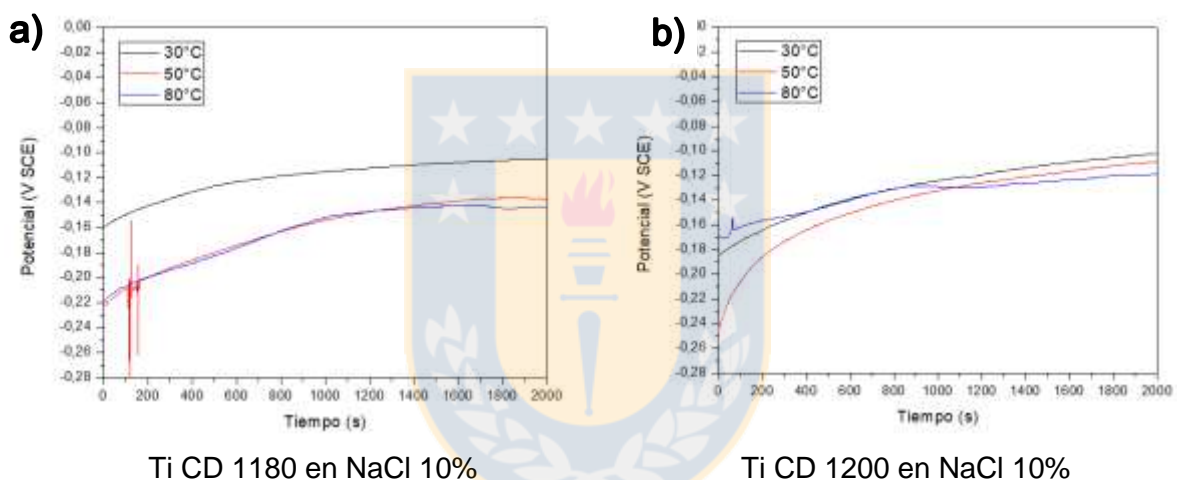 a)
0,00
-0,02
-0,04
-0,06
-0,08
-0,10
-0,12
-0,14
-0,16
-0,18
-0,20
-0,22
-0,24
-0,26
-0,28
Potencial (V SCE)
30°C
50°C
80°C
0 200 400 600 800 1000 1200 1400 1600 1800 2000
Tiempo (s)
Ti CD 1180 en NaCl 10%
b)
-0,02
-0,04
-0,06
-0,08
-0,10
-0,12
-0,14
-0,16
-0,18
-0,20
-0,22
-0,24
-0,26
-0,28
Potencial (V SCE)
30°C
50°C
80°C
0 200 400 600 800 1000 1200 1400 1600 1800 2000
Tiempo (s)
Ti CD 1200 en NaCl 10%